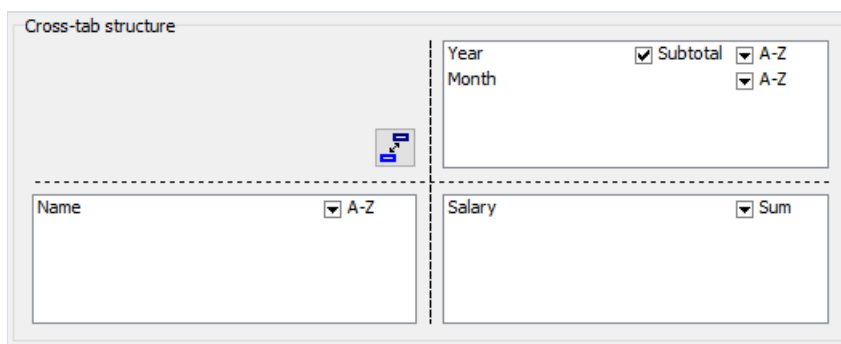 Cross-tab structure
Year Subtotal A-Z
Month A-Z
Name A-Z
Salary Sum